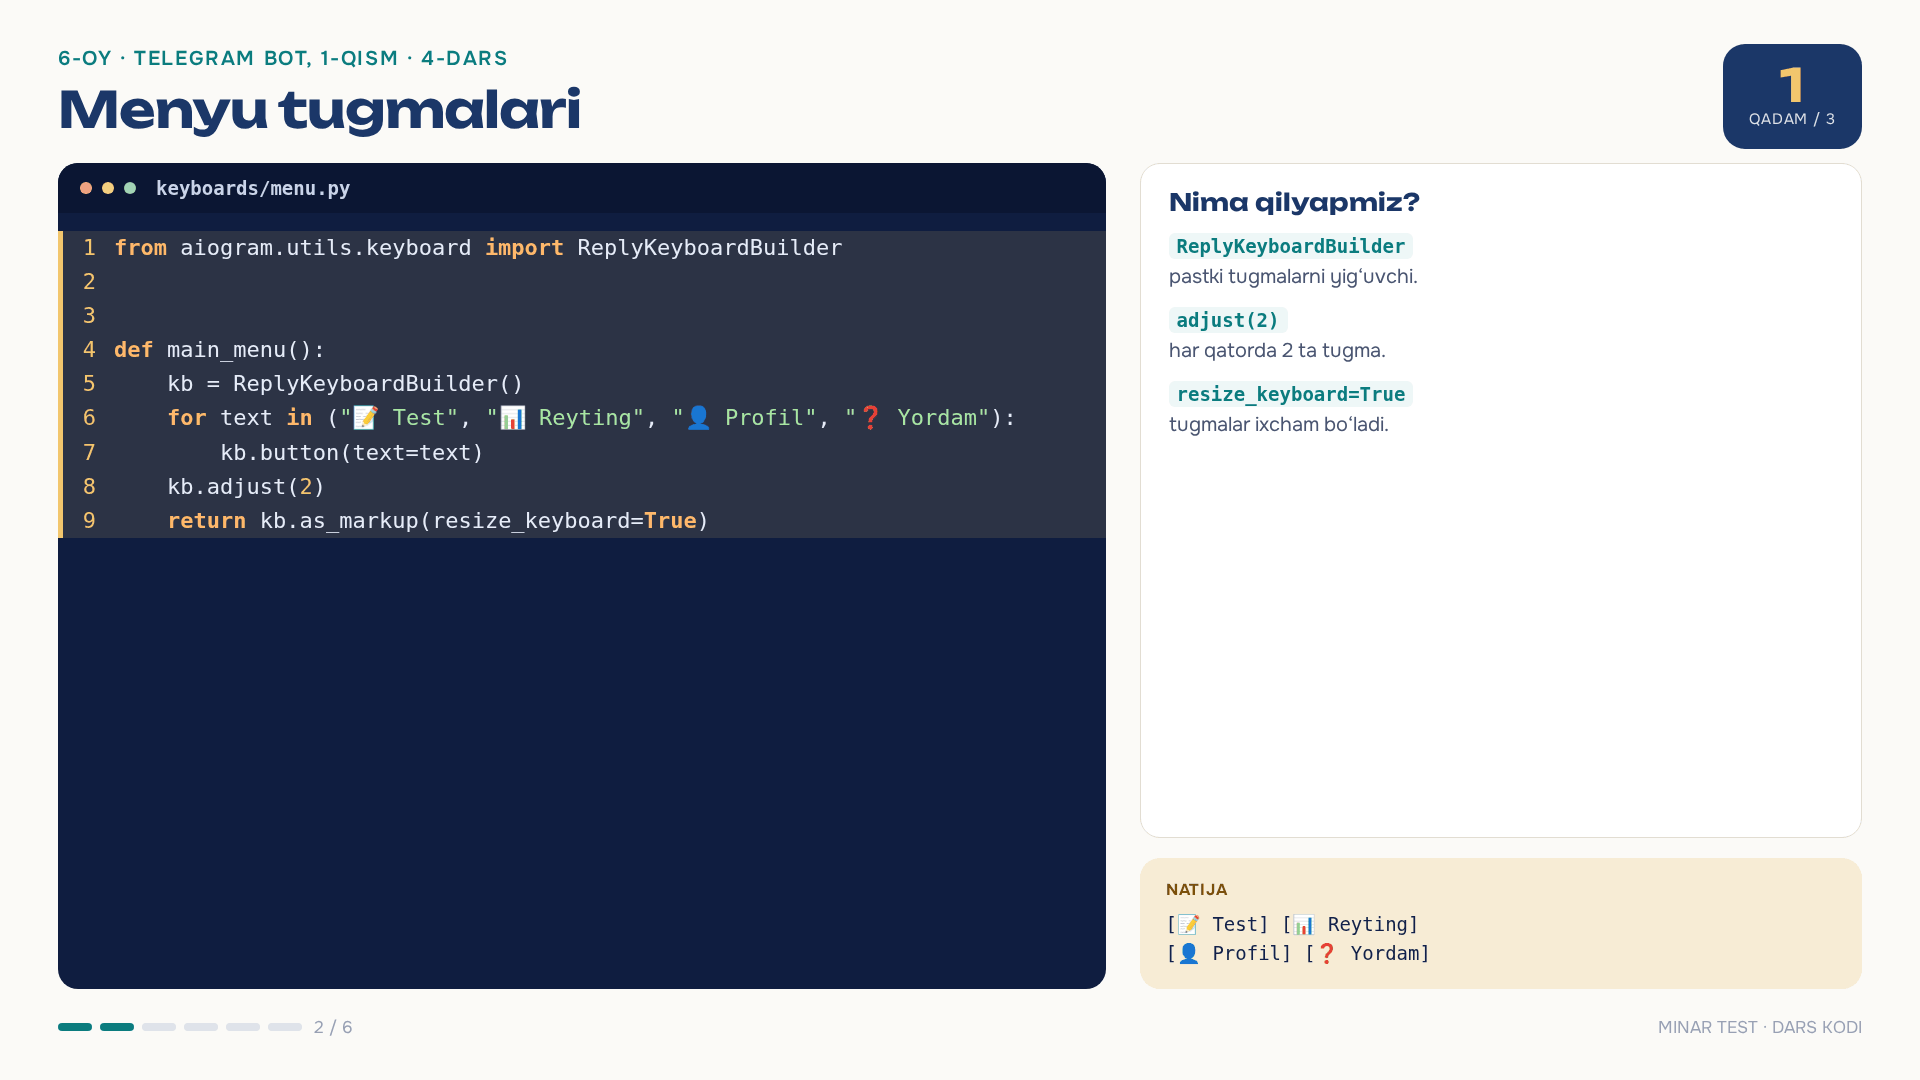 6-OY · TELEGRAM BOT, 1-QISM · 4-DARS
Menyu tugmalari
1
QADAM / 3
keyboards/menu.py
1 from aiogram.utils.keyboard import ReplyKeyboardBuilder
2
3
4 def main_menu():
5     kb = ReplyKeyboardBuilder()
6     for text in ("📝 Test", "📊 Reyting", "👤 Profil", "❓ Yordam"):
7         kb.button(text=text)
8     kb.adjust(2)
9     return kb.as_markup(resize_keyboard=True)
Nima qilyapmiz?
ReplyKeyboardBuilder
pastki tugmalarni yig‘uvchi.
adjust(2)
har qatorda 2 ta tugma.
resize_keyboard=True
tugmalar ixcham bo‘ladi.
NATIJA
[📝 Test] [📊 Reyting]
[👤 Profil] [❓ Yordam]
2 / 6
MINAR TEST · DARS KODI